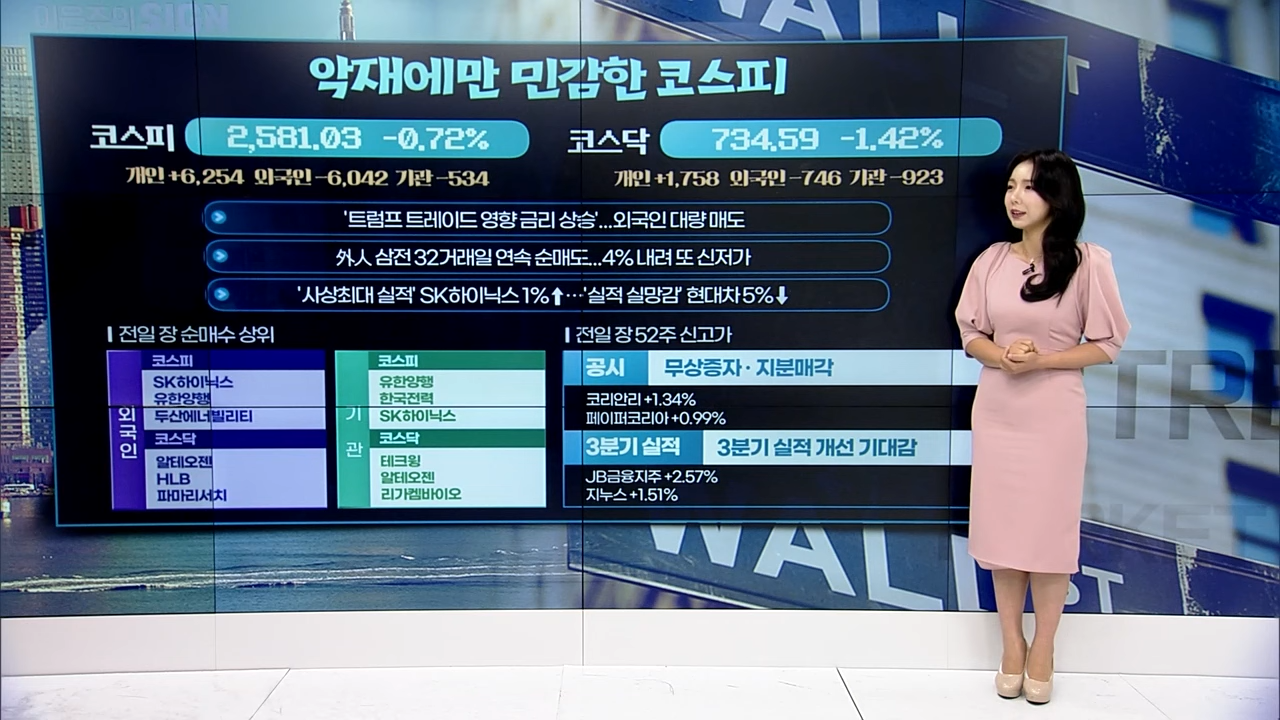 이른조의 SIGN
악재에만 민감한 코스피
코스피 2,581.03 -0.72%
개인 +6,254 외국인 -6,042 기관 -534
코스닥 734.59 -1.42%
개인 +1,758 외국인 -746 기관 -923
'트럼프 트레이드 영향 금리 상승'...외국인 대량 매도
外人 삼전 32거래일 연속 순매도...4% 내려 또 신저가
'사상최대 실적' SK하이닉스 1%⬆…'실적 실망감' 현대차 5%⬇
전일 장 순매수 상위
외국인
코스피
SK하이닉스
유한양행
두산에너빌리티
코스닥
알테오젠
HLB
파마리서치
기관
코스피
유한양행
한국전력
SK하이닉스
코스닥
테크윙
알테오젠
리가켐바이오
전일 장 52주 신고가
공시 무상증자·지분매각
코리안리 +1.34%
페이퍼코리아 +0.99%
3분기 실적 3분기 실적 개선 기대감
JB금융지주 +2.57%
지누스 +1.51%
WALL ST
WALL ST